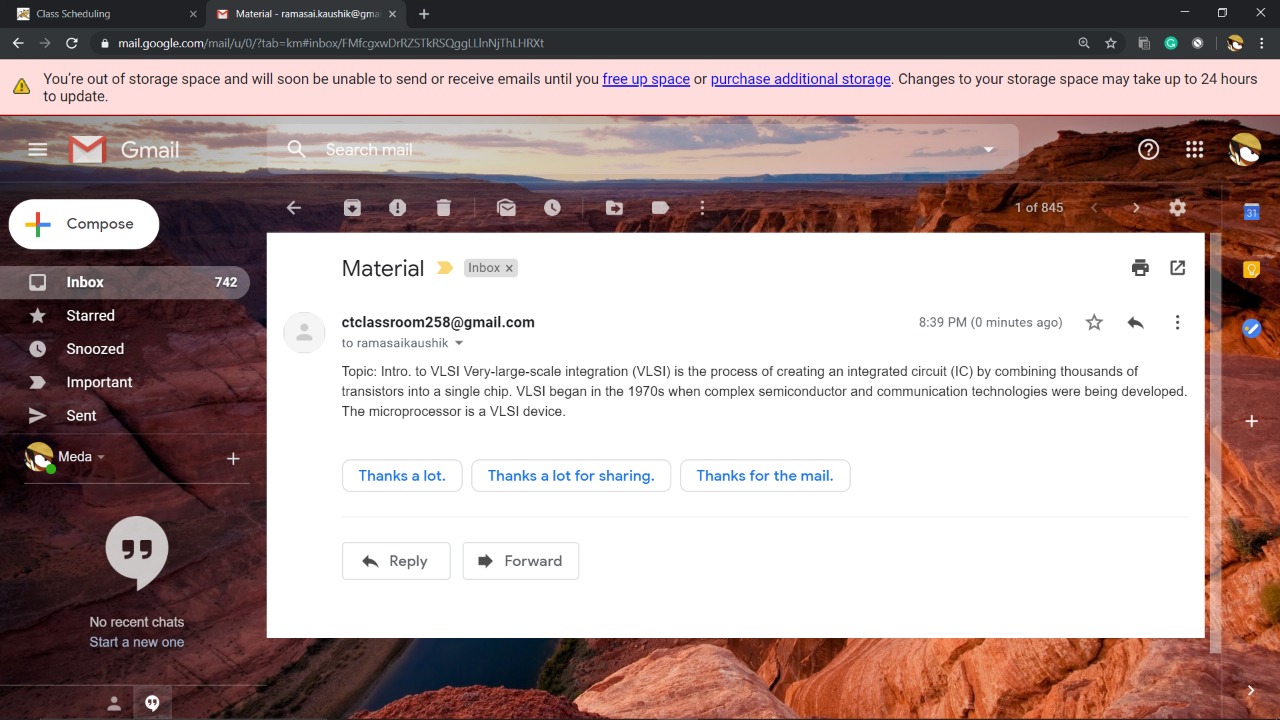 Class Scheduling
Material - ramasai.kaushik@gma
mail.google.com/mail/u/0/?tab=km#inbox/FMfcgxwDrRZSTkRSQggLLlnNjThLHRXt
You're out of storage space and will soon be unable to send or receive emails until you free up space or purchase additional storage. Changes to your storage space may take up to 24 hours
to update.
Gmail
Search mail
Compose
1 of 845
31
Inbox 742
Starred
Snoozed
Important
Sent
Meda
No recent chats
Start a new one
Material Inbox x
ctclassroom258@gmail.com 8:39 PM (0 minutes ago)
to ramasaikaushik
Topic: Intro. to VLSI Very-large-scale integration (VLSI) is the process of creating an integrated circuit (IC) by combining thousands of
transistors into a single chip. VLSI began in the 1970s when complex semiconductor and communication technologies were being developed.
The microprocessor is a VLSI device.
Thanks a lot. Thanks a lot for sharing. Thanks for the mail.
Reply Forward